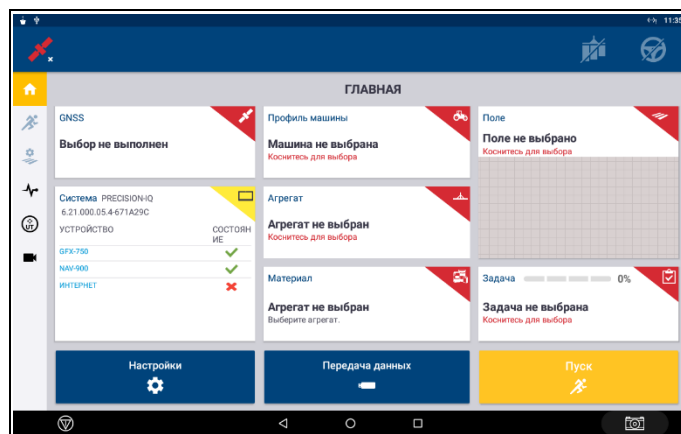 11:35
ГЛАВНАЯ
GNSS
Выбор не выполнен
Профиль машины
Машина не выбрана
Коснитесь для выбора
Поле
Поле не выбрано
Коснитесь для выбора
Система PRECISION-IQ
6.21.000.05.4-671A29C
УСТРОЙСТВО
СОСТОЯН
ИЕ
GFX-750
NAV-900
ИНТЕРНЕТ
Агрегат
Агрегат не выбран
Коснитесь для выбора
Материал
Агрегат не выбран
Выберите агрегат.
Задача 0%
Задача не выбрана
Коснитесь для выбора
UT
Настройки
Передача данных
Пуск